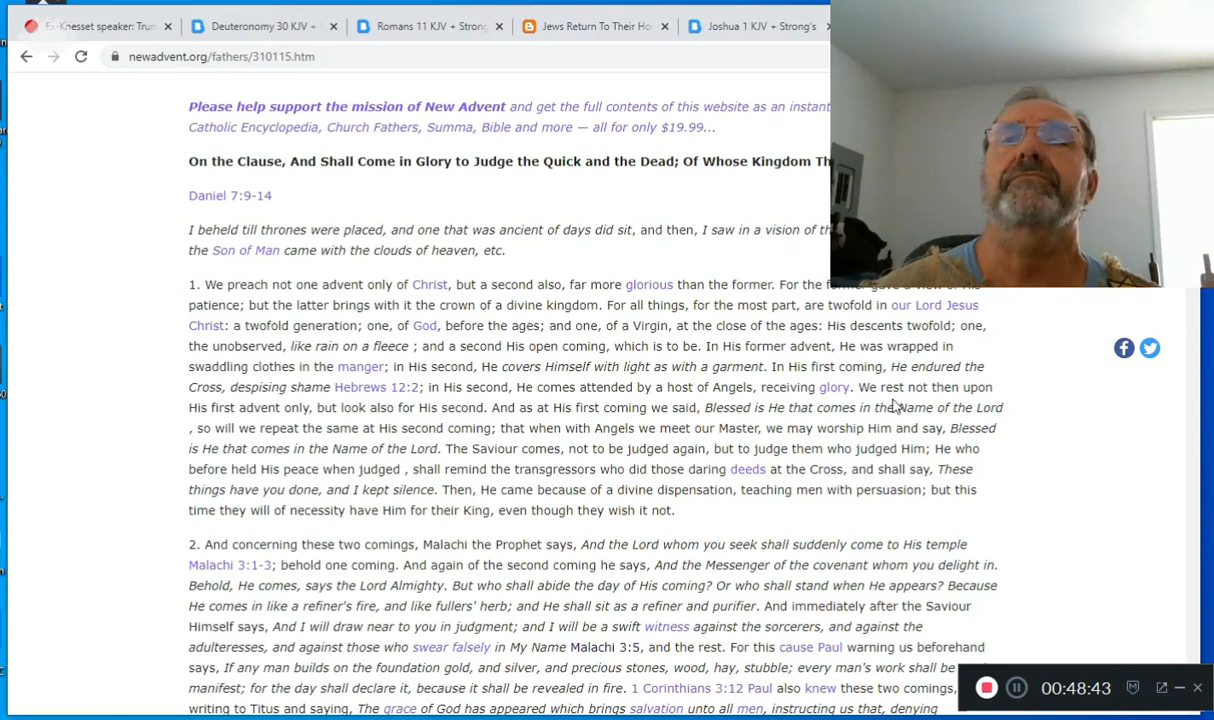 Ex-Knesset speaker: Trun
Deuteronomy 30 KJV +
Romans 11 KJV + Strong
Jews Return To Their Ho
Joshua 1 KJV + Strong's
newadvent.org/fathers/310115.htm
Please help support the mission of New Advent and get the full contents of this website as an instant
Catholic Encyclopedia, Church Fathers, Summa, Bible and more — all for only $19.99...
On the Clause, And Shall Come in Glory to Judge the Quick and the Dead; Of Whose Kingdom Th
Daniel 7:9-14
I beheld till thrones were placed, and one that was ancient of days did sit, and then, I saw in a vision of th
the Son of Man came with the clouds of heaven, etc.
1. We preach not one advent only of Christ, but a second also, far more glorious than the former. For the former gave a view of His
patience; but the latter brings with it the crown of a divine kingdom. For all things, for the most part, are twofold in our Lord Jesus
Christ: a twofold generation; one, of God, before the ages; and one, of a Virgin, at the close of the ages: His descents twofold; one,
the unobserved, like rain on a fleece ; and a second His open coming, which is to be. In His former advent, He was wrapped in
swaddling clothes in the manger; in His second, He covers Himself with light as with a garment. In His first coming, He endured the
Cross, despising shame Hebrews 12:2; in His second, He comes attended by a host of Angels, receiving glory. We rest not then upon
His first advent only, but look also for His second. And as at His first coming we said, Blessed is He that comes in the Name of the Lord
, so will we repeat the same at His second coming; that when with Angels we meet our Master, we may worship Him and say, Blessed
is He that comes in the Name of the Lord. The Saviour comes, not to be judged again, but to judge them who judged Him; He who
before held His peace when judged , shall remind the transgressors who did those daring deeds at the Cross, and shall say, These
things have you done, and I kept silence. Then, He came because of a divine dispensation, teaching men with persuasion; but this
time they will of necessity have Him for their King, even though they wish it not.
2. And concerning these two comings, Malachi the Prophet says, And the Lord whom you seek shall suddenly come to His temple
Malachi 3:1-3; behold one coming. And again of the second coming he says, And the Messenger of the covenant whom you delight in.
Behold, He comes, says the Lord Almighty. But who shall abide the day of His coming? Or who shall stand when He appears? Because
He comes in like a refiner's fire, and like fullers' herb; and He shall sit as a refiner and purifier. And immediately after the Saviour
Himself says, And I will draw near to you in judgment; and I will be a swift witness against the sorcerers, and against the
adulteresses, and against those who swear falsely in My Name Malachi 3:5, and the rest. For this cause Paul warning us beforehand
says, If any man builds on the foundation gold, and silver, and precious stones, wood, hay, stubble; every man's work shall be
manifest; for the day shall declare it, because it shall be revealed in fire. 1 Corinthians 3:12 Paul also knew these two comings,
writing to Titus and saying, The grace of God has appeared which brings salvation unto all men, instructing us that, denying
00:48:43